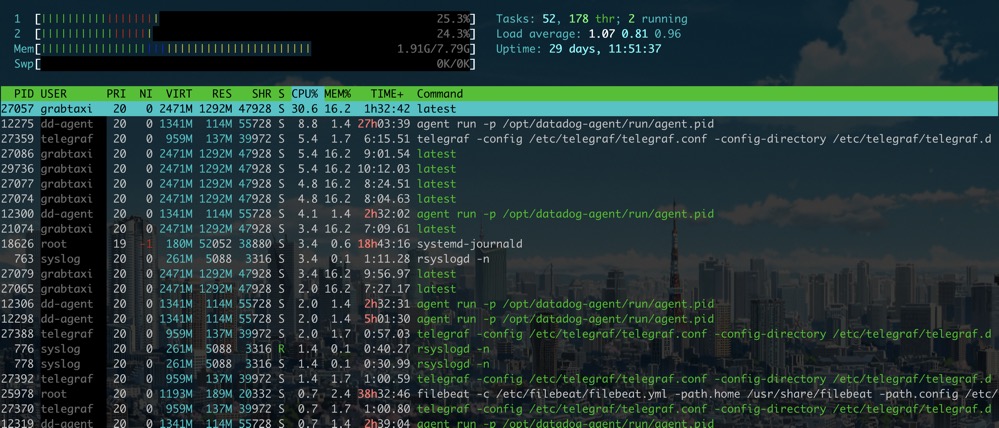 1 [||||||||||||||||||| 25.3%] Tasks: 52, 178 thr; 2 running
2 [|||||||||||||||||| 24.3%] Load average: 1.07 0.81 0.96
Mem[||||||||||||||||||||||||||||||||||||||||||||| 1.91G/7.79G] Uptime: 29 days, 11:51:37
Swp[ 0K/0K]
PID USER PRI NI VIRT RES SHR S CPU% MEM% TIME+ Command
27057 grabtaxi 20 0 2471M 1292M 47928 S 30.6 16.2 1h32:42 latest
12275 dd-agent 20 0 1341M 114M 55728 S 8.8 1.4 27h03:39 agent run -p /opt/datadog-agent/run/agent.pid
27359 telegraf 20 0 959M 137M 39972 S 5.4 1.7 6:15.51 telegraf -config /etc/telegraf/telegraf.conf -config-directory /etc/telegraf/telegraf.d
27086 grabtaxi 20 0 2471M 1292M 47928 S 5.4 16.2 9:01.54 latest
29736 grabtaxi 20 0 2471M 1292M 47928 S 5.4 16.2 10:12.03 latest
27077 grabtaxi 20 0 2471M 1292M 47928 S 4.8 16.2 8:24.51 latest
27074 grabtaxi 20 0 2471M 1292M 47928 S 4.8 16.2 8:04.63 latest
12300 dd-agent 20 0 1341M 114M 55728 S 4.1 1.4 2h32:02 agent run -p /opt/datadog-agent/run/agent.pid
21074 grabtaxi 20 0 2471M 1292M 47928 S 3.4 16.2 7:09.61 latest
18626 root 19 -1 180M 52052 38880 S 3.4 0.6 18h43:16 systemd-journald
763 syslog 20 0 261M 5088 3316 S 3.4 0.1 1:11.28 rsyslogd -n
27079 grabtaxi 20 0 2471M 1292M 47928 S 3.4 16.2 9:56.97 latest
27065 grabtaxi 20 0 2471M 1292M 47928 S 2.0 16.2 7:27.17 latest
12306 dd-agent 20 0 1341M 114M 55728 S 2.0 1.4 2h32:31 agent run -p /opt/datadog-agent/run/agent.pid
12298 dd-agent 20 0 1341M 114M 55728 S 2.0 1.4 5h01:30 agent run -p /opt/datadog-agent/run/agent.pid
27388 telegraf 20 0 959M 137M 39972 S 2.0 1.7 0:57.03 telegraf -config /etc/telegraf/telegraf.conf -config-directory /etc/telegraf/telegraf.d
776 syslog 20 0 261M 5088 3316 R 1.4 0.1 0:40.27 rsyslogd -n
778 syslog 20 0 261M 5088 3316 S 1.4 0.1 0:30.99 rsyslogd -n
27392 telegraf 20 0 959M 137M 39972 S 1.4 1.7 1:00.59 telegraf -config /etc/telegraf/telegraf.conf -config-directory /etc/telegraf/telegraf.d
25978 root 20 0 1193M 189M 20332 S 0.7 2.4 38h32:46 filebeat -c /etc/filebeat/filebeat.yml -path.home /usr/share/filebeat -path.config /etc/
27370 telegraf 20 0 959M 137M 39972 S 0.7 1.7 1:00.80 telegraf -config /etc/telegraf/telegraf.conf -config-directory /etc/telegraf/telegraf.d
12319 dd-agent 20 0 1341M 114M 55728 S 0.7 1.4 2h39:04 agent run -p /opt/datadog-agent/run/agent.pid